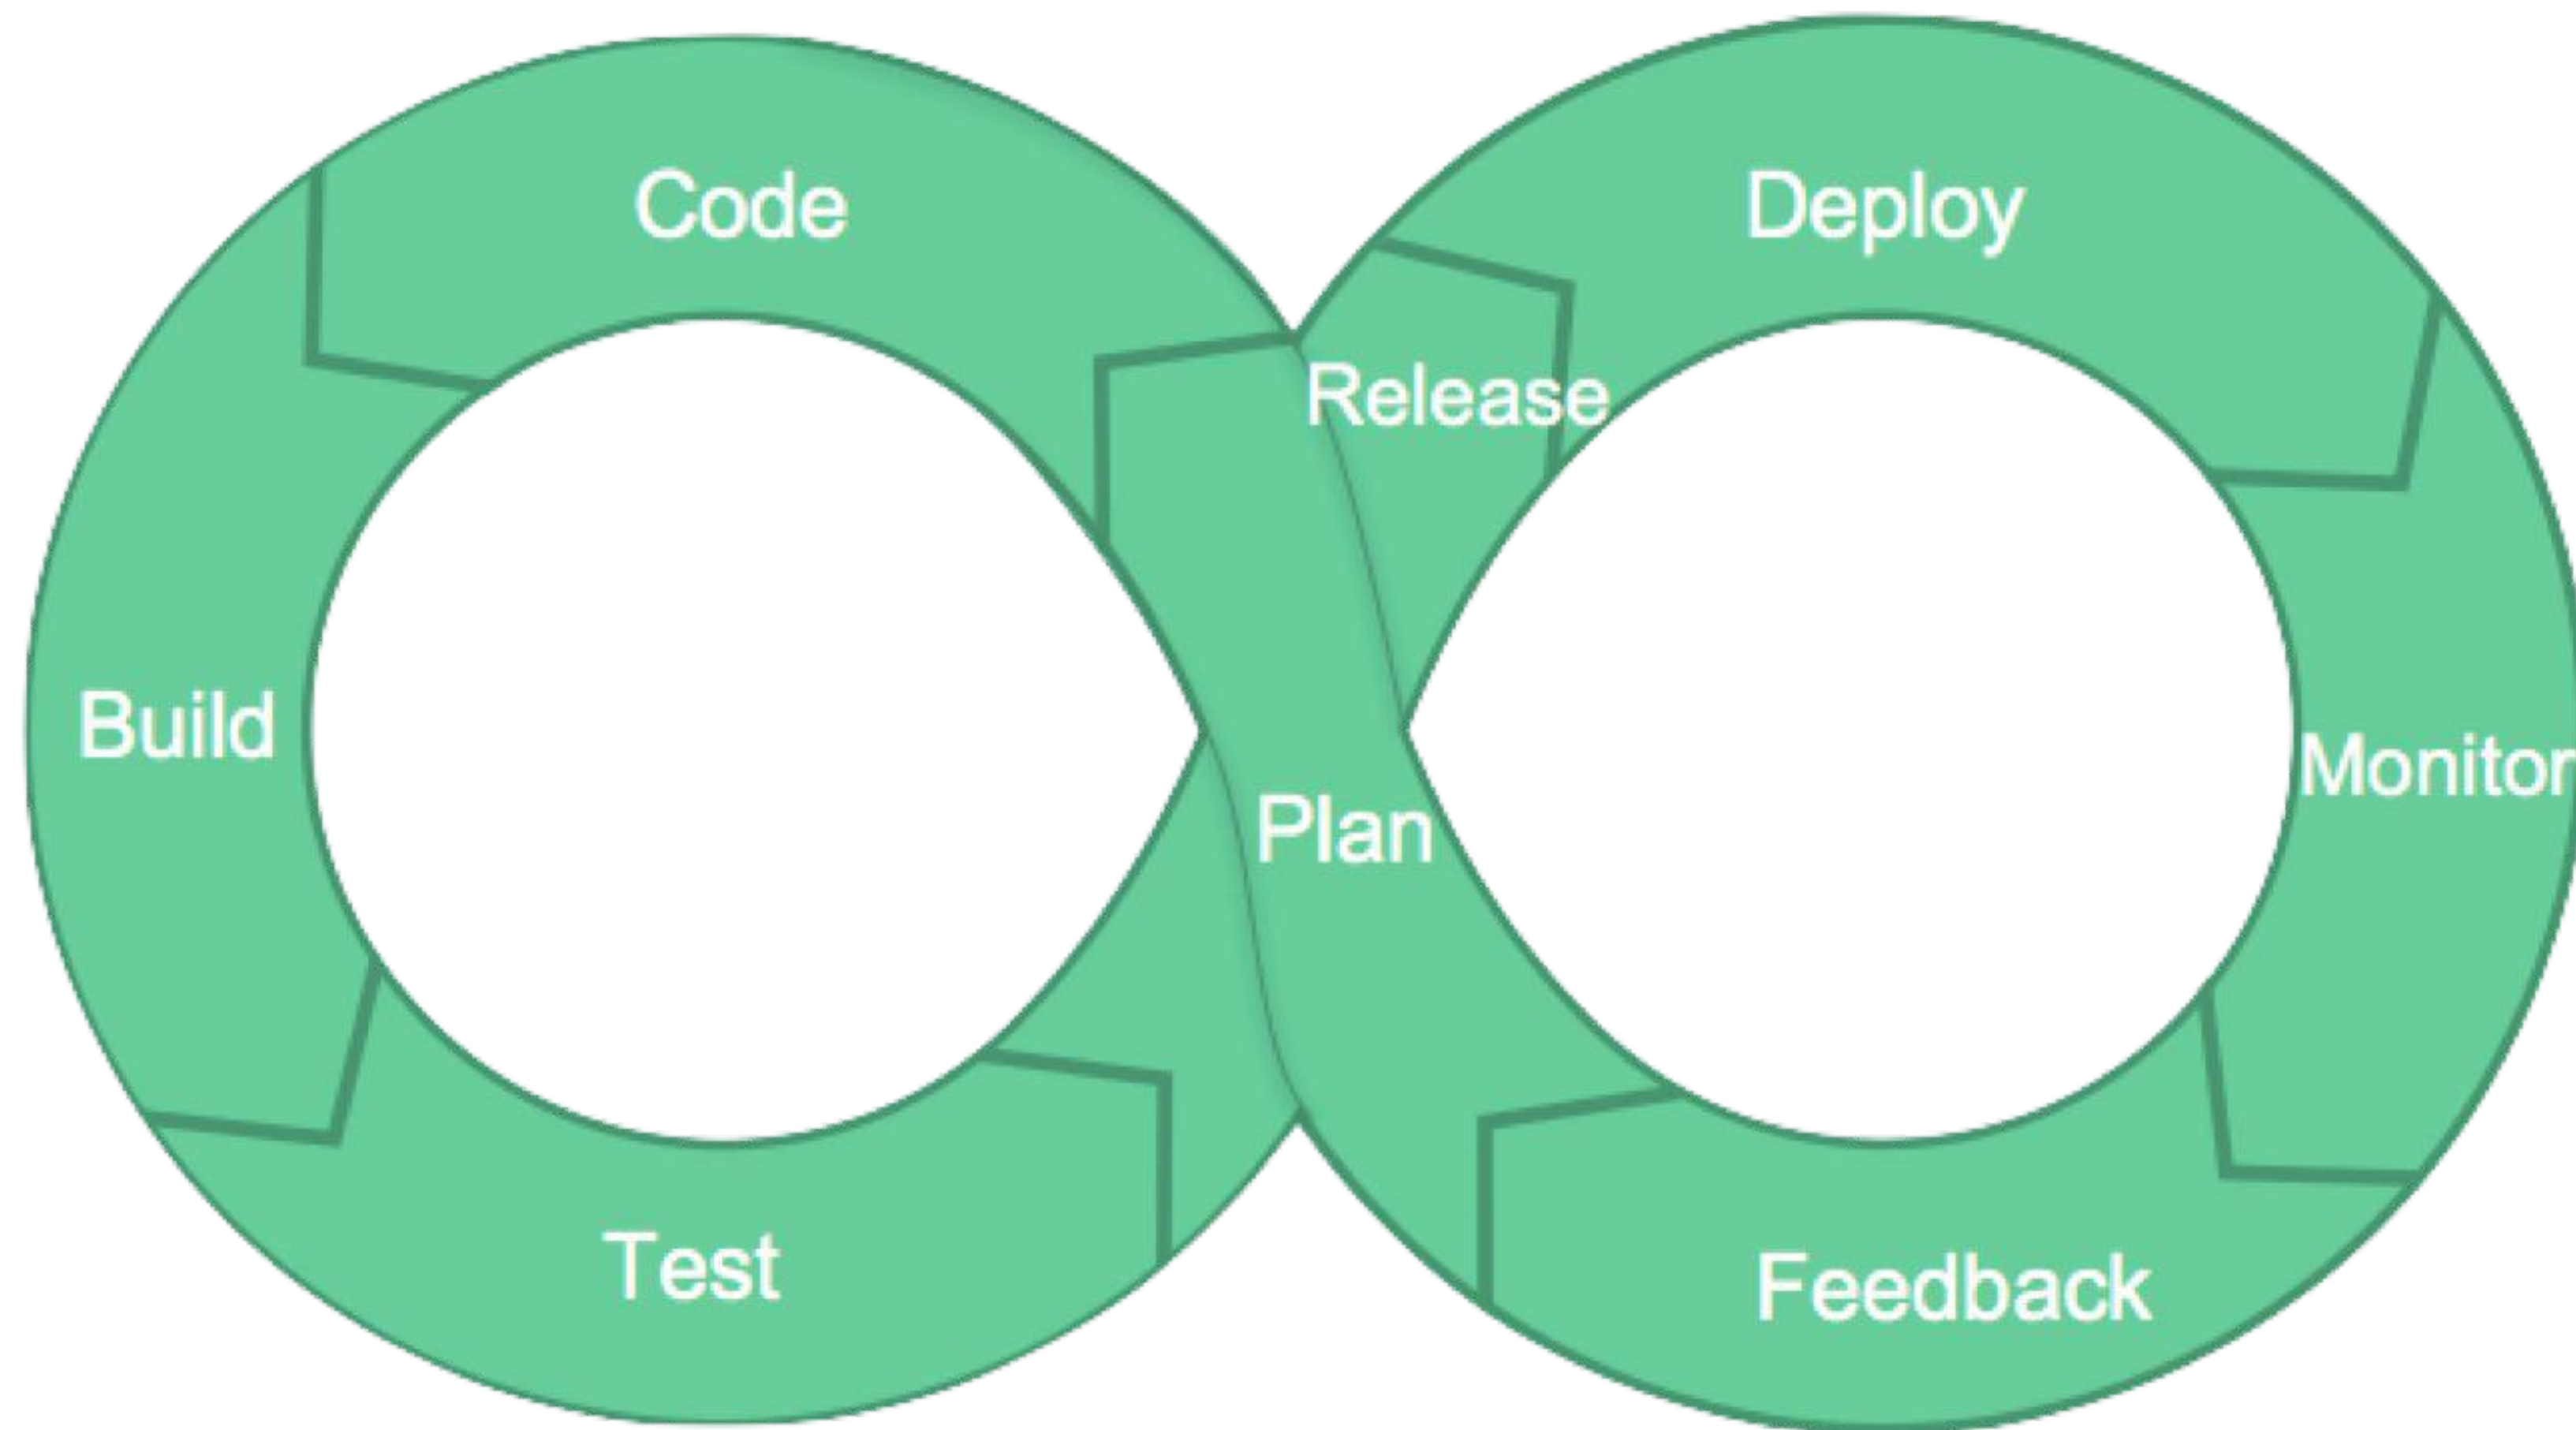 Code
Deploy
Release
Build
Monitor
Plan
Test
Feedback